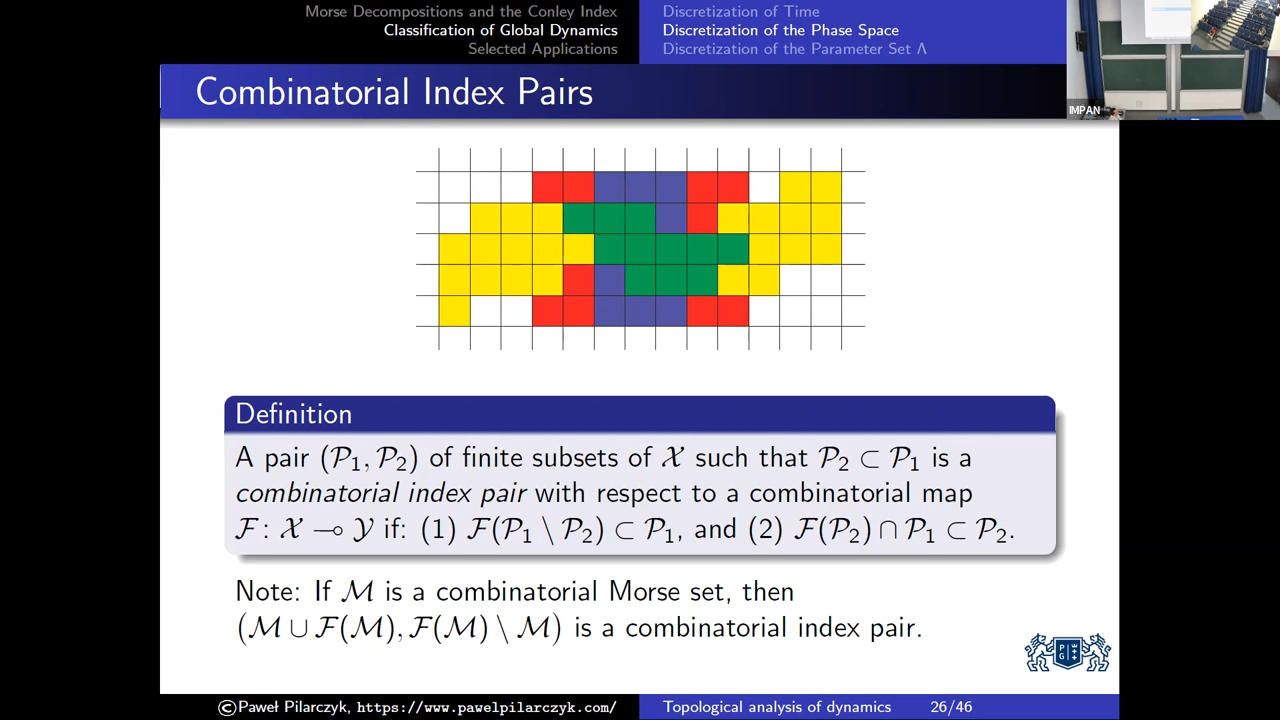 Morse Decompositions and the Conley Index
Classification of Global Dynamics
Selected Applications
Discretization of Time
Discretization of the Phase Space
Discretization of the Parameter Set Λ
IMPAN
Combinatorial Index Pairs
Definition
A pair (𝒫₁, 𝒫₂) of finite subsets of 𝒳 such that 𝒫₂ ⊂ 𝒫₁ is a
combinatorial index pair with respect to a combinatorial map
ℱ: 𝒳 ⊸ 𝒴 if: (1) ℱ(𝒫₁ \ 𝒫₂) ⊂ 𝒫₁, and (2) ℱ(𝒫₂) ∩ 𝒫₁ ⊂ 𝒫₂.
Note: If ℳ is a combinatorial Morse set, then
(ℳ ∪ ℱ(ℳ), ℱ(ℳ) \ ℳ) is a combinatorial index pair.
P G
©Paweł Pilarczyk, https://www.pawelpilarczyk.com/
Topological analysis of dynamics
26/46